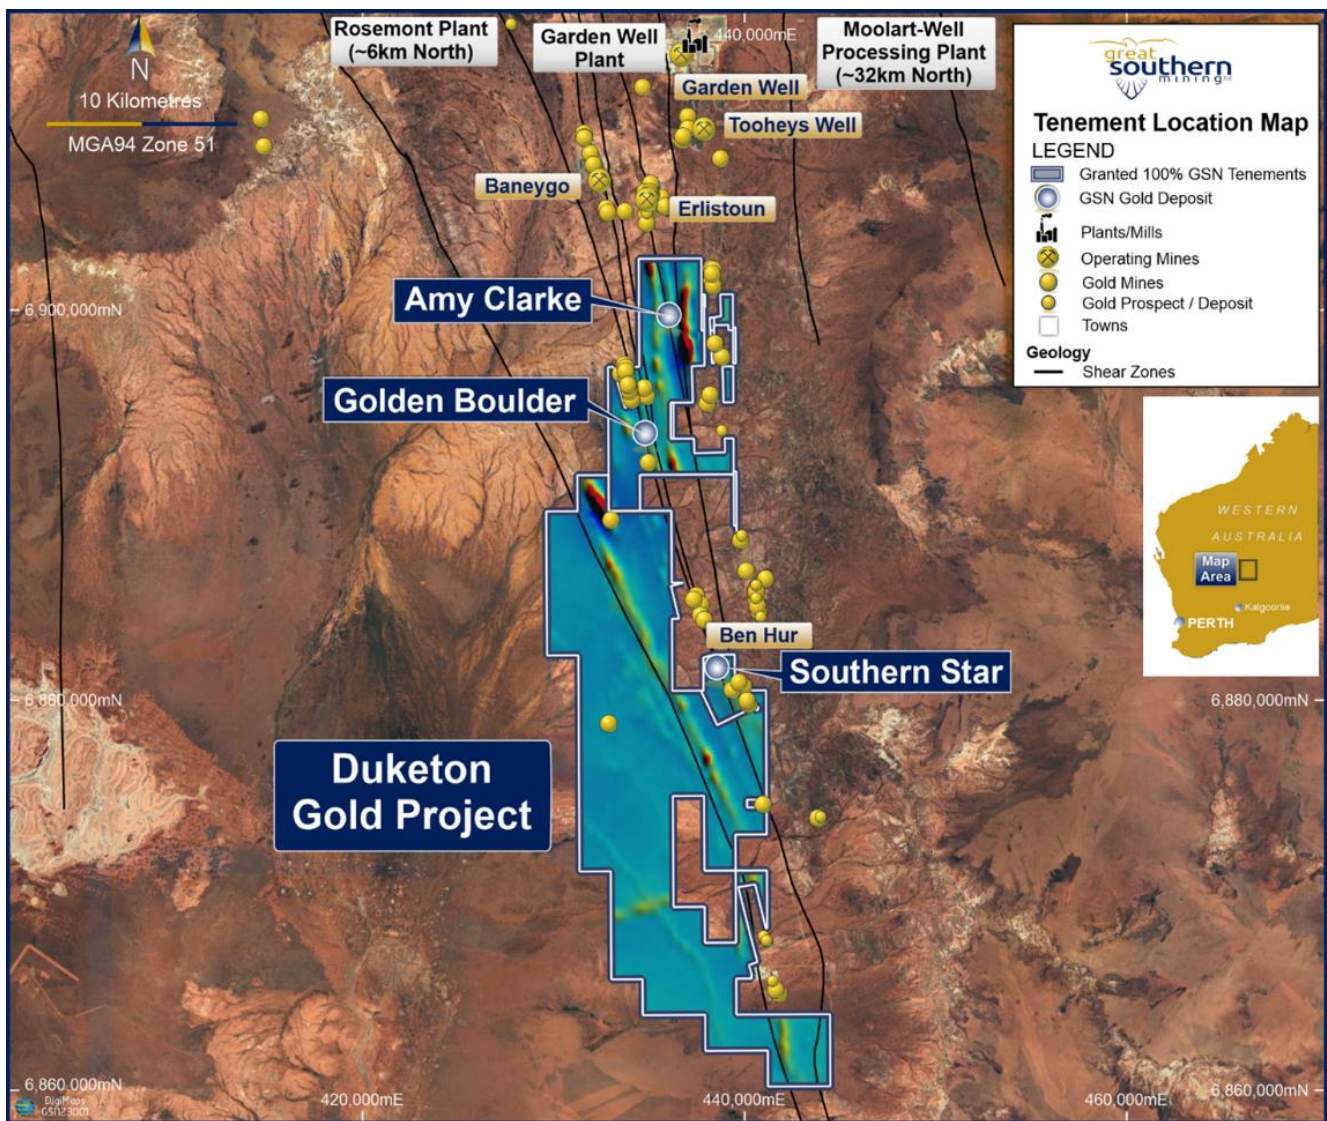 Rosemont Plant
(~6km North)
Garden Well
Plant
440,000mE
Moolart-Well
Processing Plant
(~32km North)
N
10 Kilometres
MGA94 Zone 51
great
southern
mining
Tenement Location Map
LEGEND
Granted 100% GSN Tenements
GSN Gold Deposit
Plants/Mills
Operating Mines
Gold Mines
Gold Prospect / Deposit
Towns
Geology
Shear Zones
Garden Well
Tooheys Well
Baneygo
Erlistoun
Amy Clarke
6,900,000mN
Golden Boulder
WESTERN
AUSTRALIA
Map
Area
Kalgoorlie
PERTH
Ben Hur
Southern Star
6,880,000mN
6,880,000mN
Duketon
Gold Project
6,860,000mN
6,860,000mN
420,000mE
440,000mE
460,000mE
DigiMaps
GSN23001